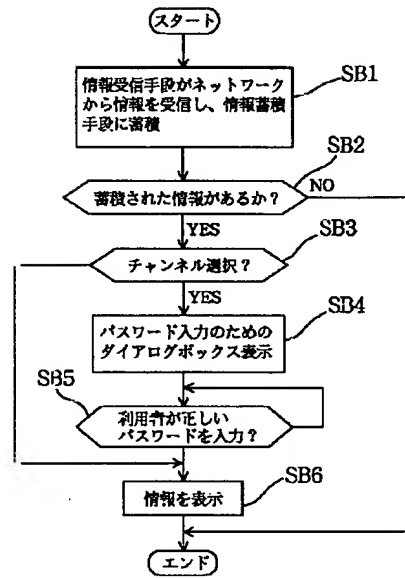 スタート
情報受信手段がネットワーク
から情報を受信し、情報蓄積
手段に蓄積
SB1
SB2
蓄積された情報があるか？
NO
YES
SB3
チャンネル選択？
YES
SB4
パスワード入力のための
ダイアログボックス表示
SB5
利用者が正しい
パスワードを入力？
SB6
情報を表示
エンド